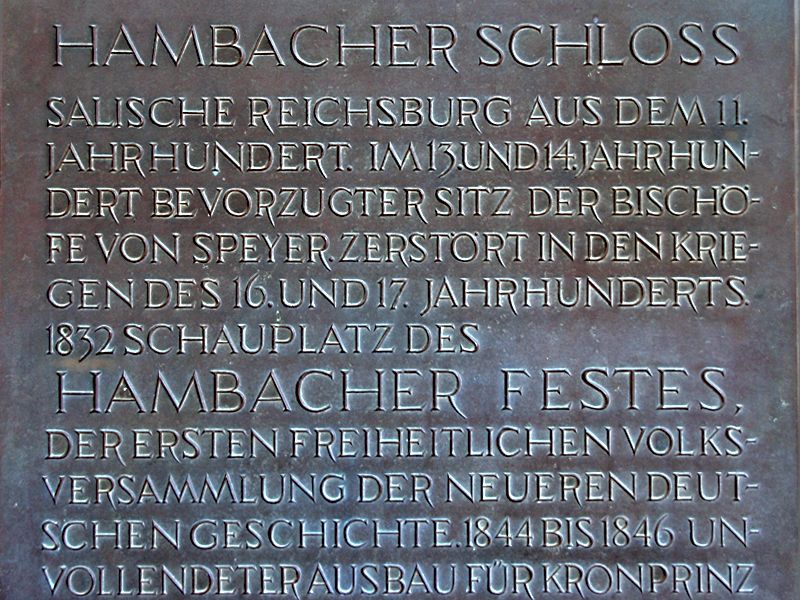 HAMBACHER SCHLOSS
SALISCHE REICHSBURG AUS DEM 11.
JAHRHUNDERT. IM 13. UND 14. JAHRHUN-
DERT BEVORZUGTER SITZ DER BISCHÖ-
FE VON SPEYER. ZERSTÖRT IN DEN KRIE-
GEN DES 16. UND 17. JAHRHUNDERTS.
1832 SCHAUPLATZ DES
HAMBACHER FESTES,
DER ERSTEN FREIHEITLICHEN VOLKS-
VERSAMMLUNG DER NEUEREN DEUT-
SCHEN GESCHICHTE. 1844 BIS 1846 UN-
VOLLENDETER AUSBAU FÜR KRONPRINZ